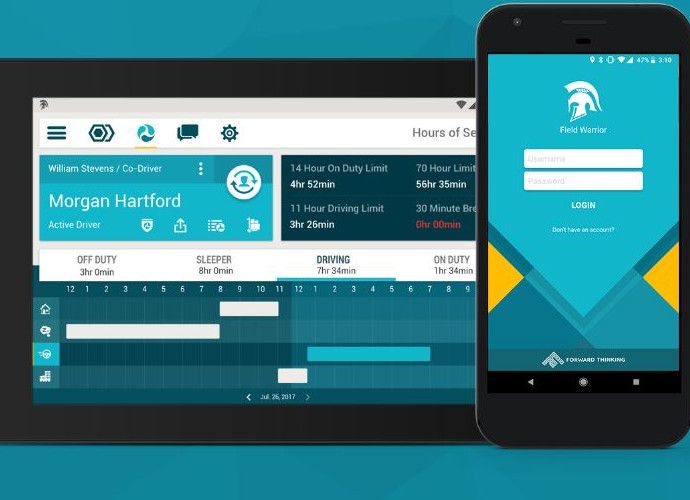 47% 3:10
Hours of Se
William Stevens / Co-Driver
Morgan Hartford
Active Driver
14 Hour On Duty Limit
4hr 52min
70 Hour Limit
56hr 35min
11 Hour Driving Limit
3hr 26min
30 Minute Bre
0hr 00min
OFF DUTY
3hr 0min
SLEEPER
8hr 0min
DRIVING
7hr 34min
ON DUTY
1hr 34min
12 1 2 3 4 5 6 7 8 9 10 11 12 1 2 3 4 5 6 7 8 9
Jul. 26, 2017
Field Warrior
Username
Password
LOGIN
Don't have an account?
FORWARD THINKING